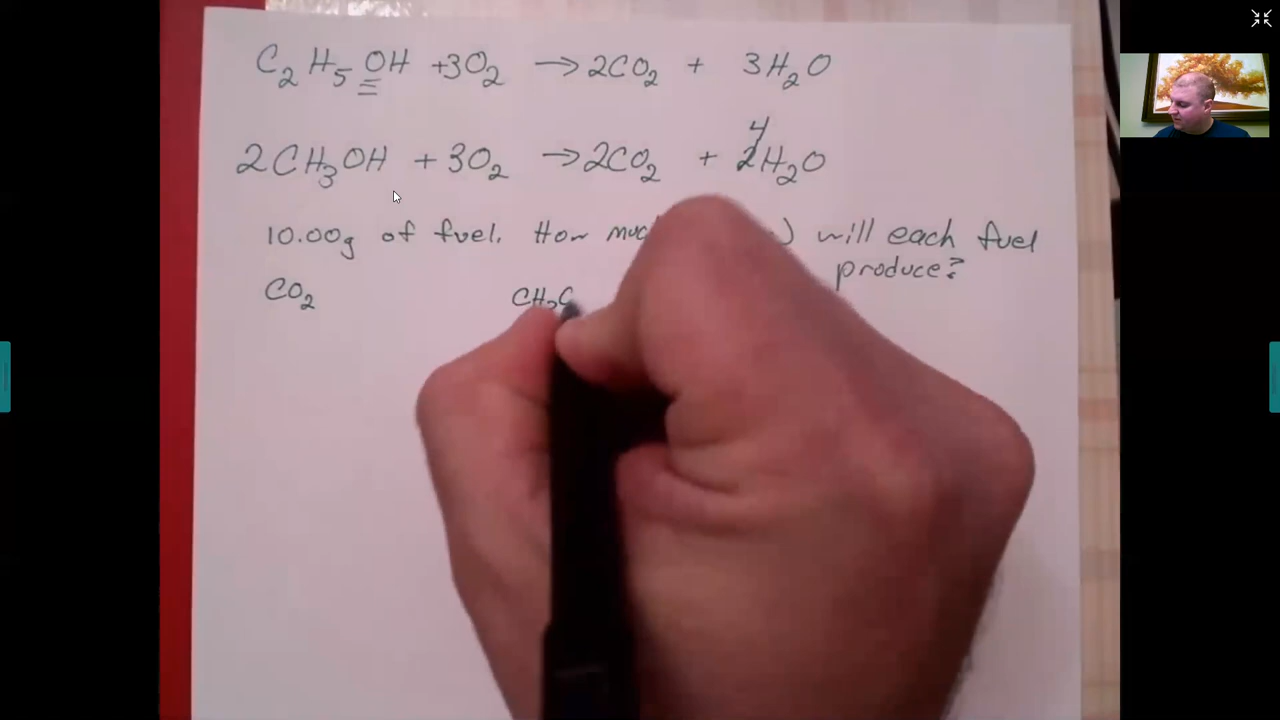 C₂H₅OH +3O₂ → 2CO₂ + 3H₂O
4
2CH₃OH + 3O₂ → 2CO₂ + 2H₂O
10.00g of fuel. How will each fuel
produce?
CO₂